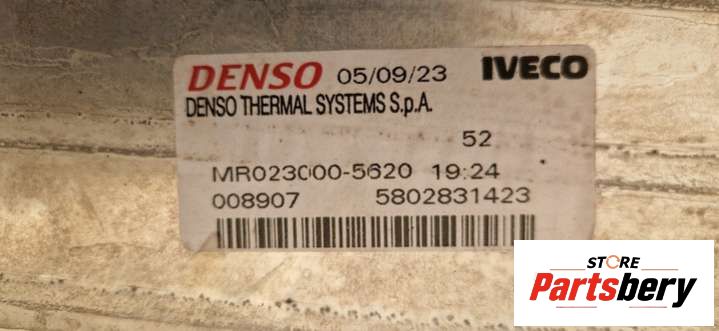 DENSO 05/09/23 IVECO
DENSO THERMAL SYSTEMS S.p.A.
52
MR023000-5620 19:24
008907 5802831423
STORE
Partsbery